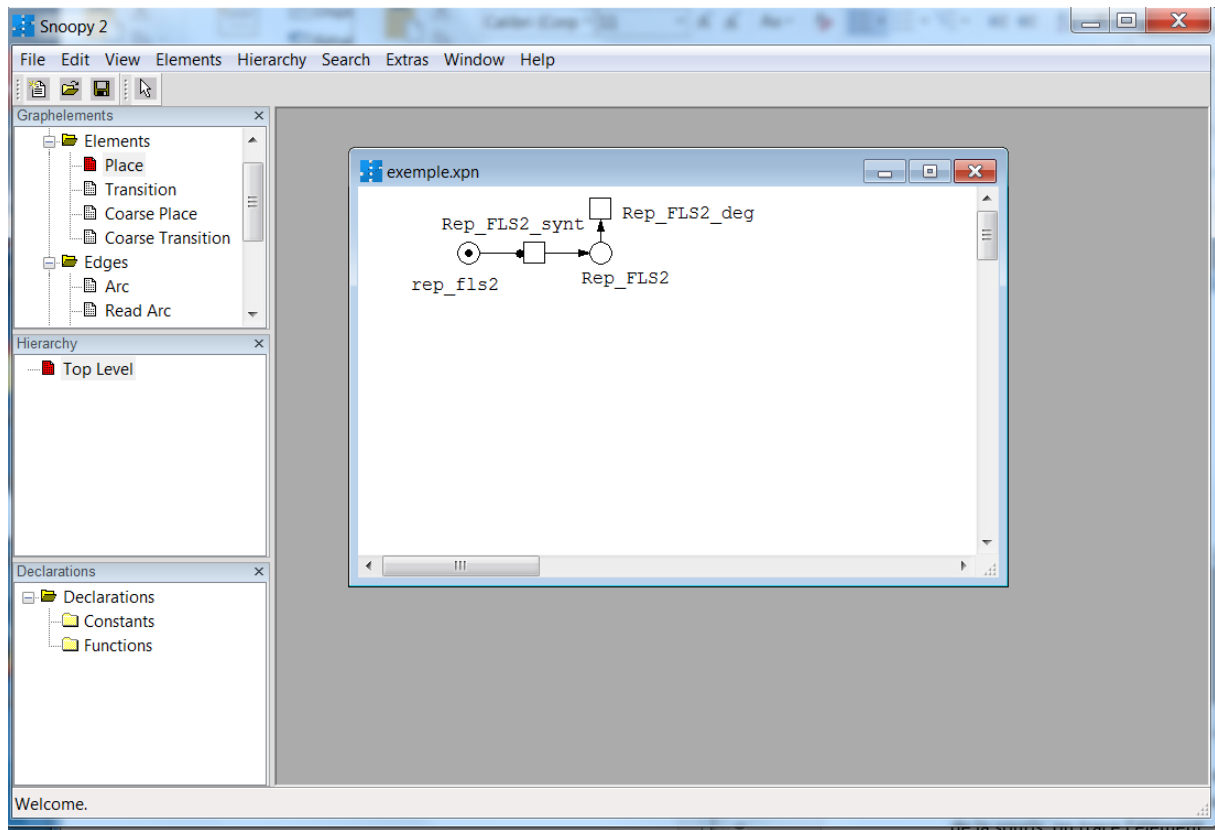 Snoopy 2
File Edit View Elements Hierarchy Search Extras Window Help
Graphelements
Elements
Place
Transition
Coarse Place
Coarse Transition
Edges
Arc
Read Arc
Hierarchy
Top Level
Declarations
Declarations
Constants
Functions
exemple.xpn
Rep_FLS2_synt
Rep_FLS2_deg
rep_fls2
Rep_FLS2
Welcome.